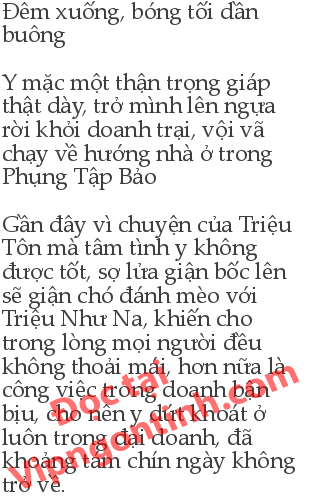 Đêm xuống, bóng tối dần
buông
Y mặc một thận trọng giáp
thật dày, trở mình lên ngựa
rời khỏi doanh trại, vội vã
chạy về hướng nhà ở trong
Phụng Tập Bảo
Gần đây vì chuyện của Triệu
Tôn mà tâm tình y không
được tốt, sợ lửa giận bốc lên
sẽ giận chó đánh mèo với
Triệu Như Na, khiến cho
trong lòng mọi người đều
không thoải mái, hơn nữa là
công việc trong doanh bận
bịu, cho nên y dứt khoát ở
luôn trong đại doanh, đã
khoảng tám chín ngày không
trở về.
Đọc tại
Vipngontinh.com